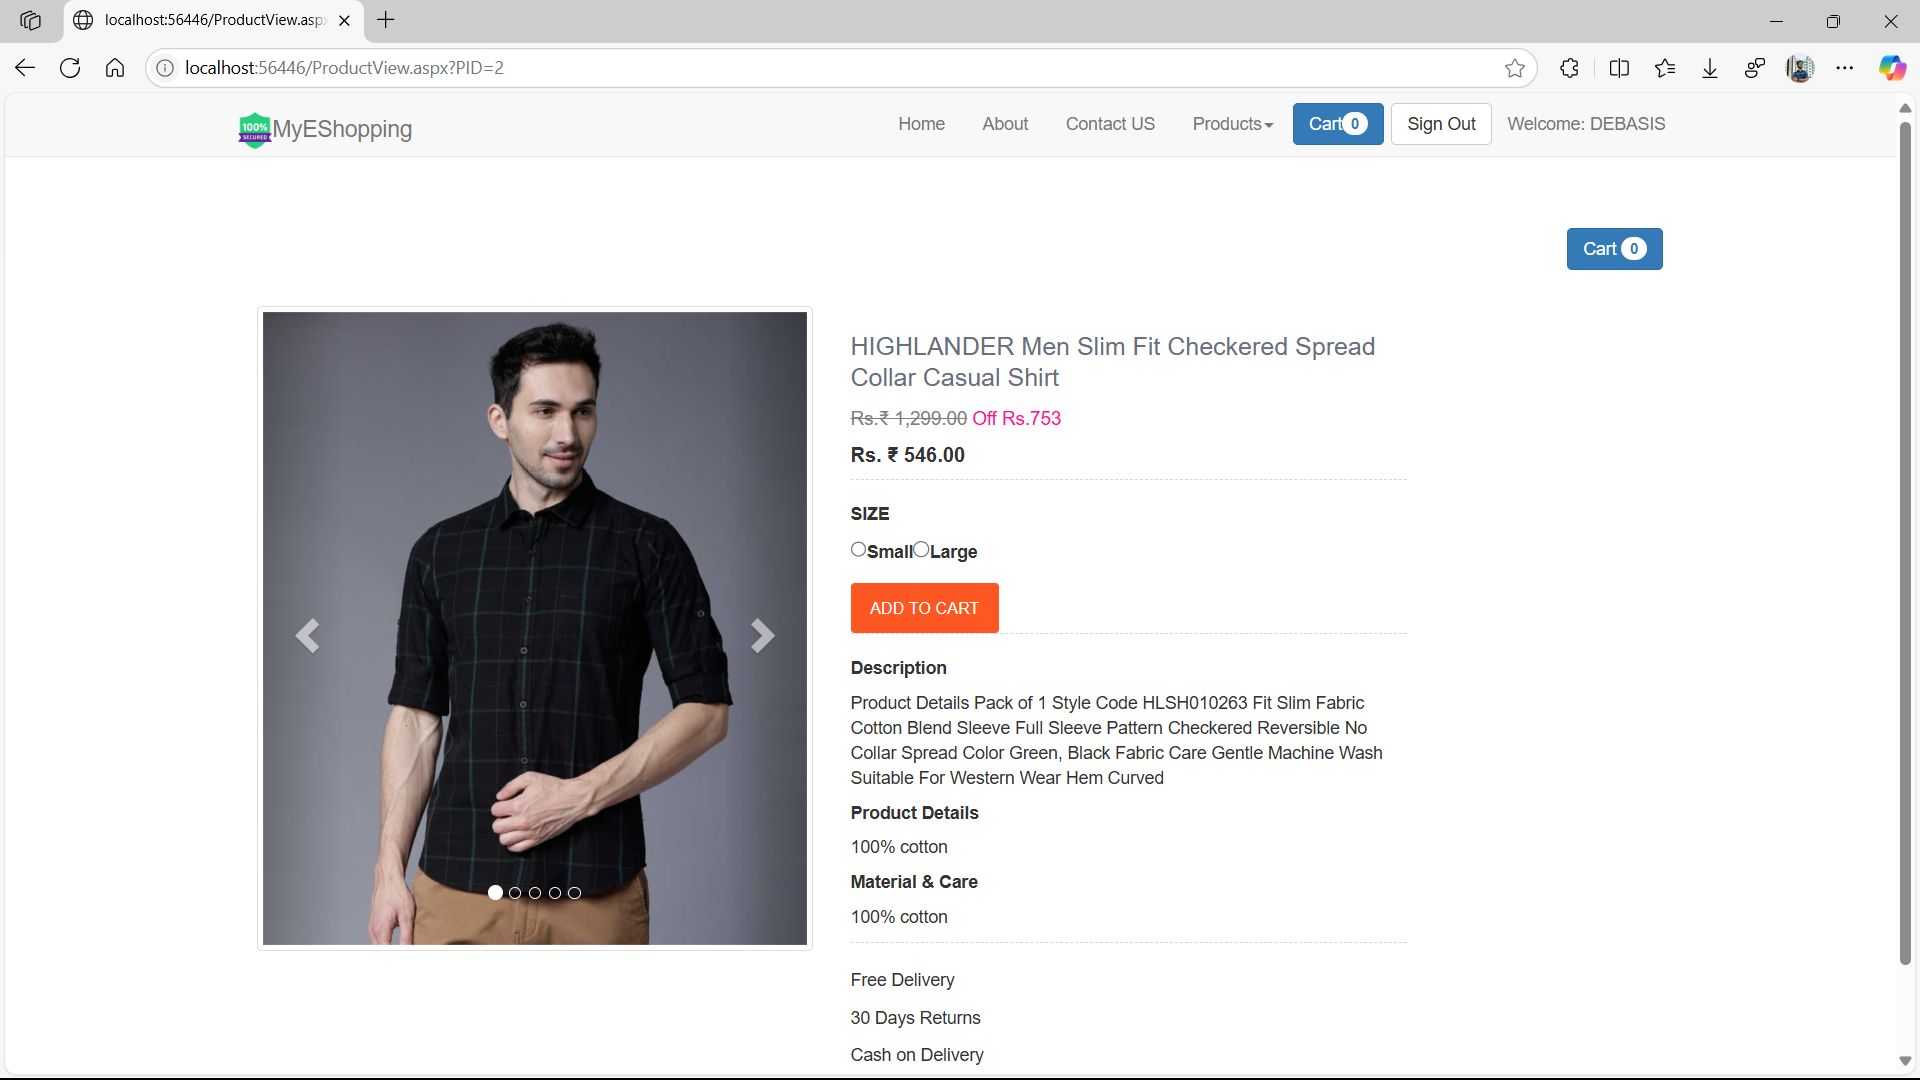 localhost:56446/ProductView.asp
localhost:56446/ProductView.aspx?PID=2
100%
SECURED
MyEShopping
Home
About
Contact US
Products
Cart 0
Sign Out
Welcome: DEBASIS
Cart 0
HIGHLANDER Men Slim Fit Checkered Spread
Collar Casual Shirt
Rs.₹ 1,299.00 Off Rs.753
Rs. ₹ 546.00
SIZE
Small Large
ADD TO CART
Description
Product Details Pack of 1 Style Code HLSH010263 Fit Slim Fabric
Cotton Blend Sleeve Full Sleeve Pattern Checkered Reversible No
Collar Spread Color Green, Black Fabric Care Gentle Machine Wash
Suitable For Western Wear Hem Curved
Product Details
100% cotton
Material & Care
100% cotton
Free Delivery
30 Days Returns
Cash on Delivery